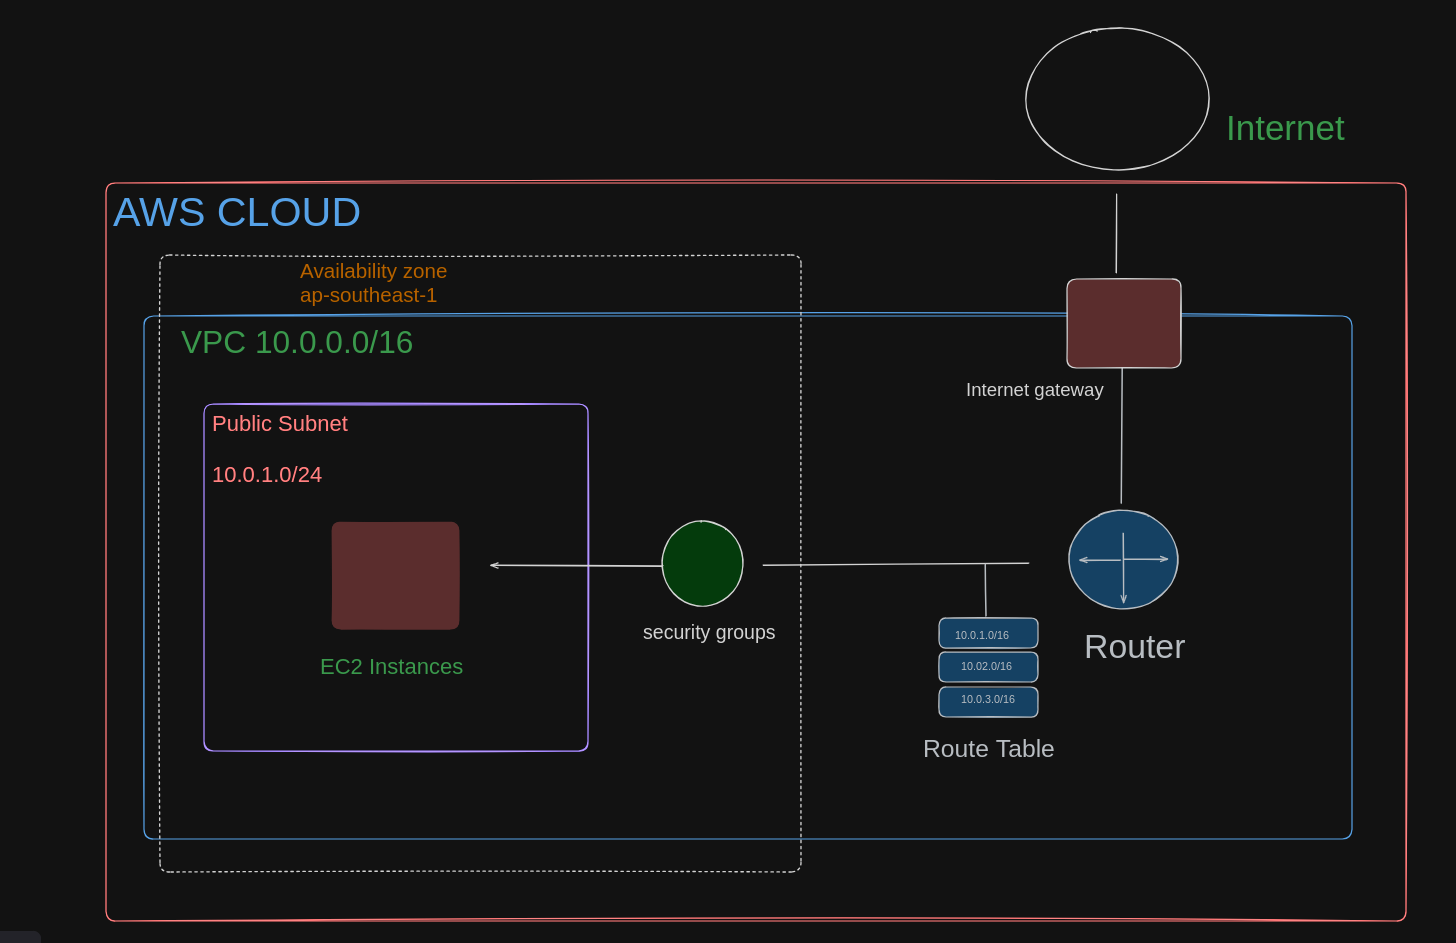 Internet
AWS CLOUD
Availability zone
ap-southeast-1
VPC 10.0.0.0/16
Internet gateway
Public Subnet
10.0.1.0/24
EC2 Instances
security groups
10.0.1.0/16
10.02.0/16
10.0.3.0/16
Router
Route Table